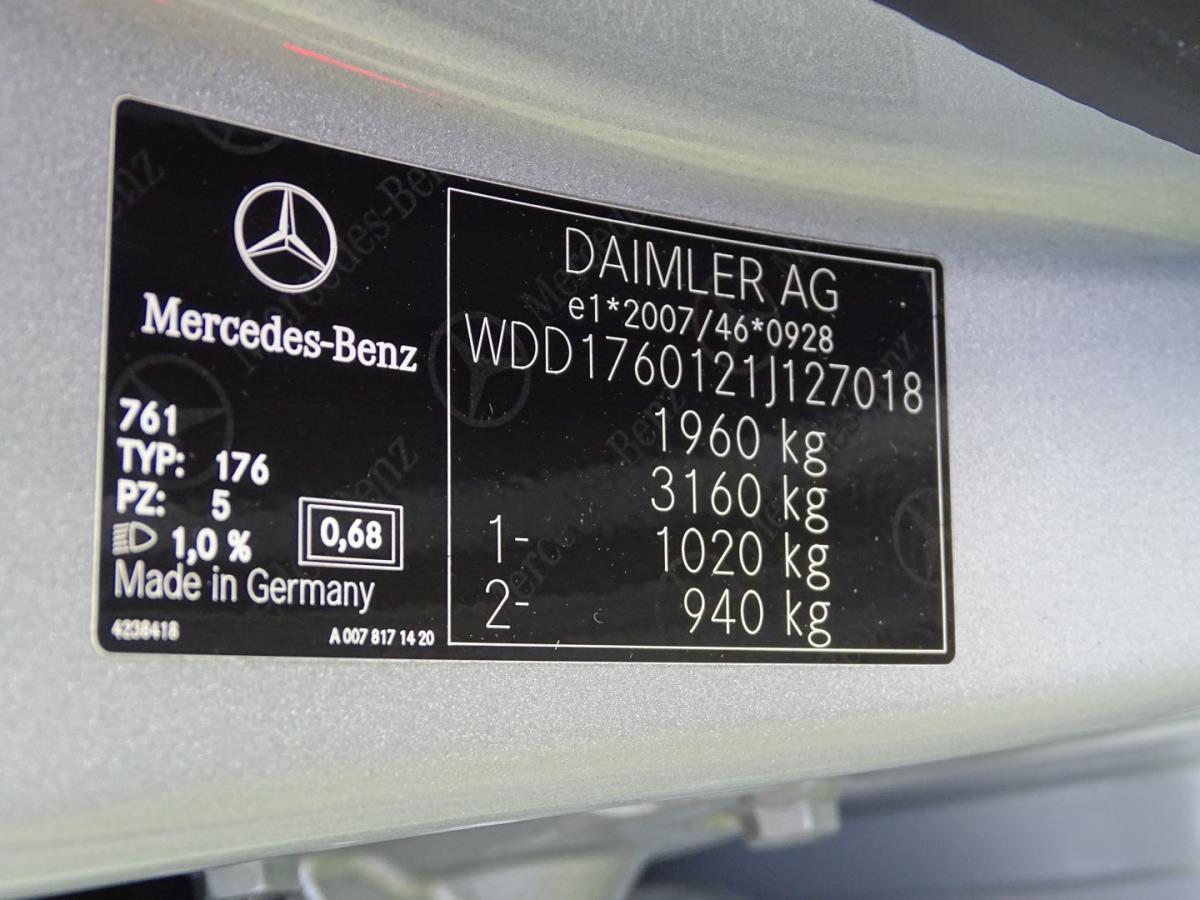 Mercedes-Benz
761
TYP: 176
PZ: 5
1,0 %
0,68
Made in Germany
4238418
A 007 817 14 20
DAIMLER AG
e1*2007/46*0928
WDD1760121J127018
1960 kg
3160 kg
1- 1020 kg
2- 940 kg